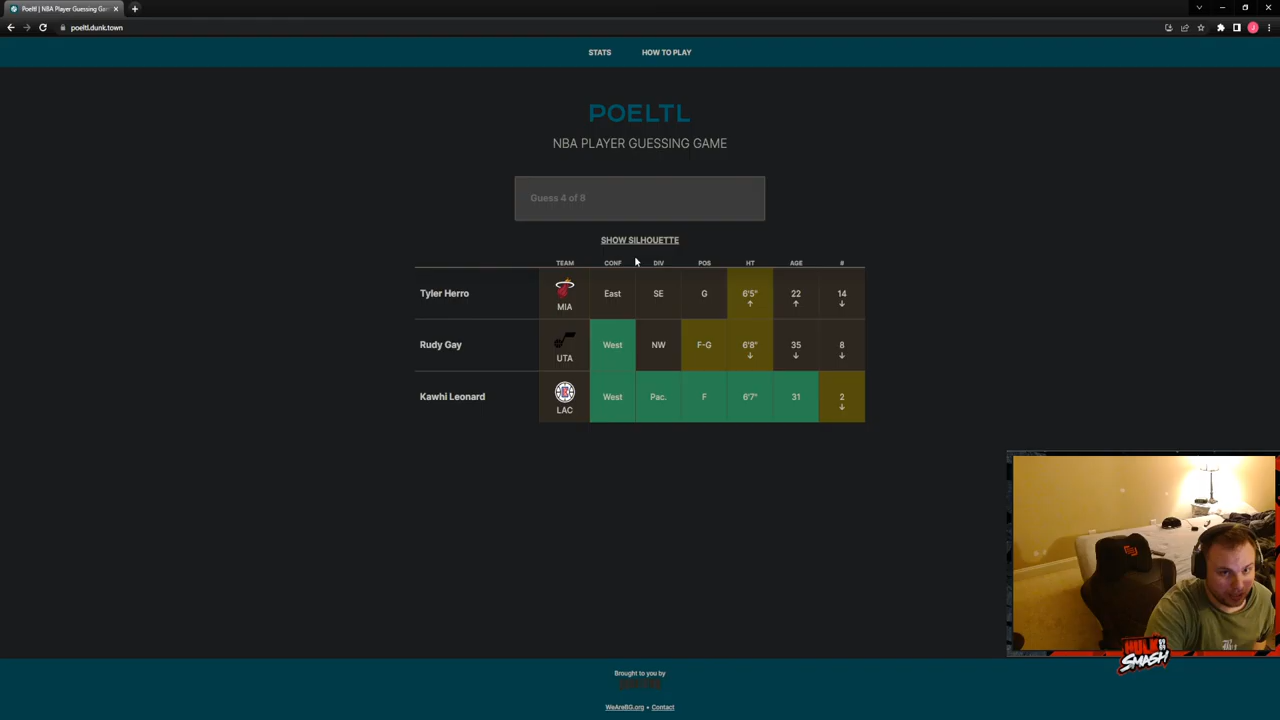 Poeltl | NBA Player Guessing Gam
poeltl.dunk.town
STATS HOW TO PLAY
POELTL
NBA PLAYER GUESSING GAME
Guess 4 of 8
SHOW SILHOUETTE
TEAM CONF DIV POS HT AGE #
Tyler Herro MIA East SE G 6'5" ↑ 22 ↑ 14 ↓
Rudy Gay UTA West NW F-G 6'8" ↓ 35 ↓ 8 ↓
Kawhi Leonard LAC West Pac. F 6'7" 31 2 ↓
HULK
SMASH
Brought to you by
WeAreBG.org • Contact